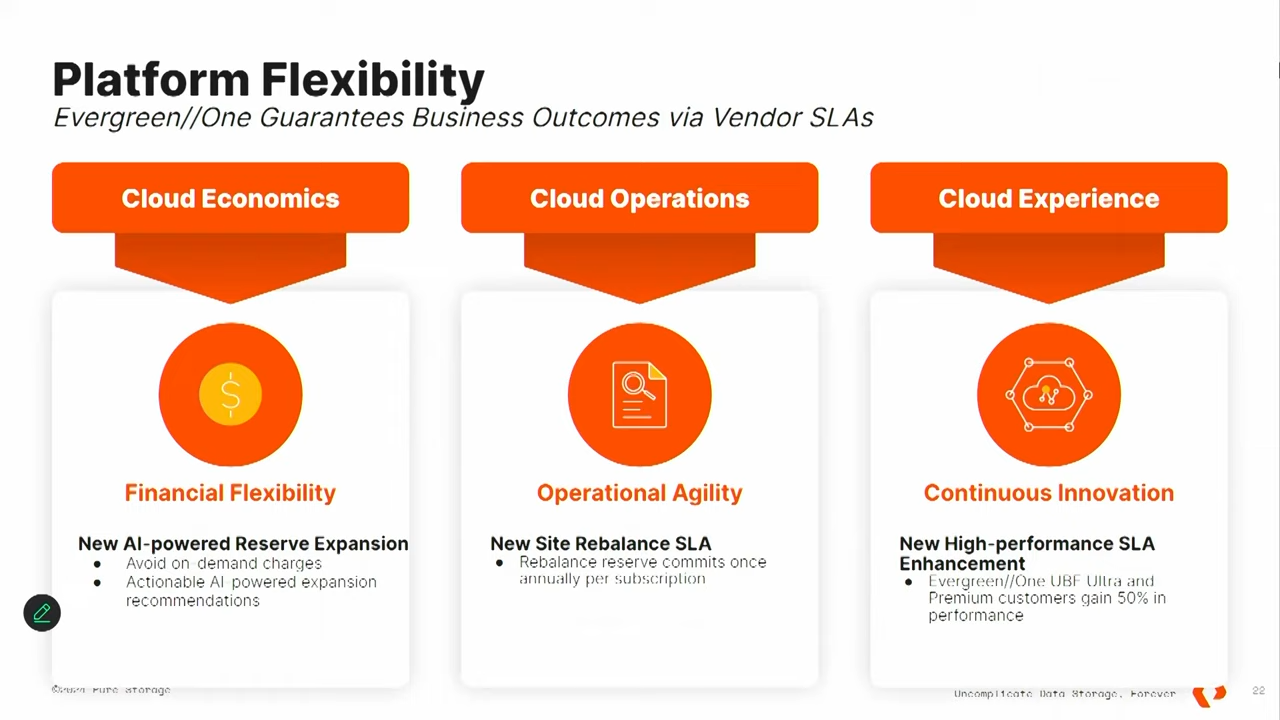 Platform Flexibility
Evergreen//One Guarantees Business Outcomes via Vendor SLAs
Cloud Economics
Cloud Operations
Cloud Experience
$
Financial Flexibility
Operational Agility
Continuous Innovation
New AI-powered Reserve Expansion
● Avoid on-demand charges
● Actionable AI-powered expansion
recommendations
New Site Rebalance SLA
● Rebalance reserve commits once
annually per subscription
New High-performance SLA
Enhancement
● Evergreen//One UBF Ultra and
Premium customers gain 50% in
performance
©2024 Pure Storage
Uncomplicate Data Storage, Forever
22